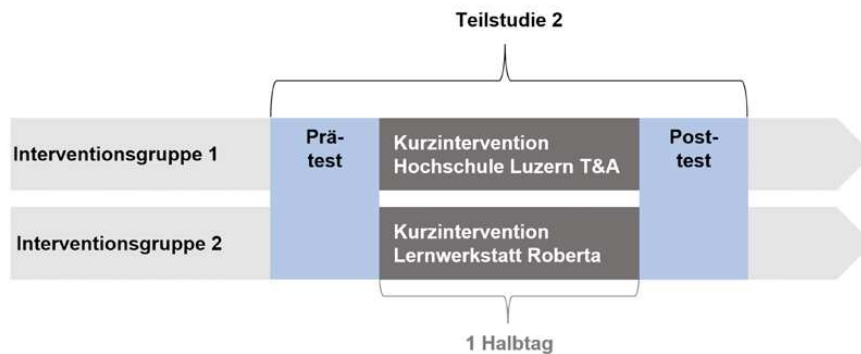 Teilstudie 2
Interventionsgruppe 1
Prä-
test
Kurzintervention
Hochschule Luzern T&A
Post-
test
Interventionsgruppe 2
Kurzintervention
Lernwerkstatt Roberta
1 Halbtag